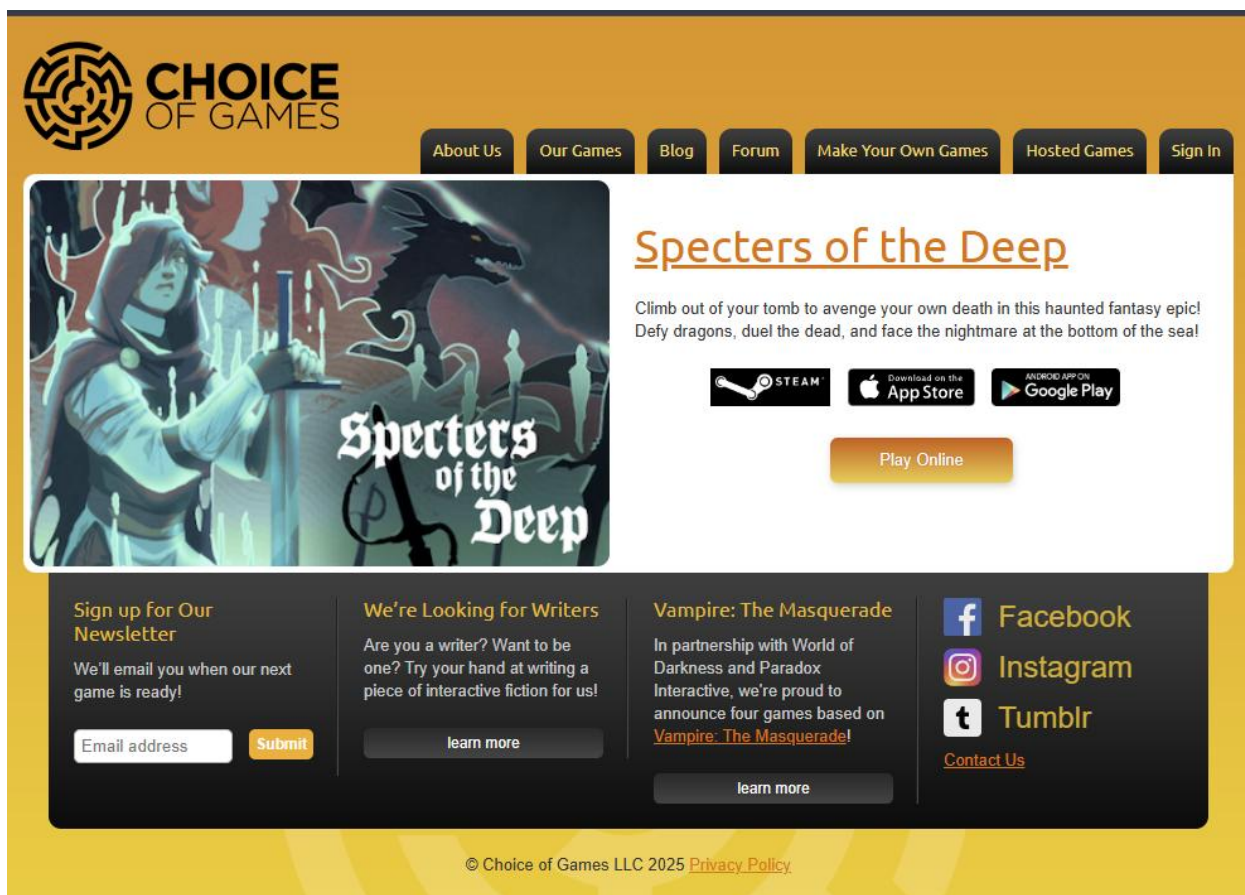 CHOICE
OF GAMES
About Us
Our Games
Blog
Forum
Make Your Own Games
Hosted Games
Sign In
Specters
of the
Deep
Specters of the Deep
Climb out of your tomb to avenge your own death in this haunted fantasy epic!
Defy dragons, duel the dead, and face the nightmare at the bottom of the sea!
STEAM
Download on the
App Store
ANDROID APP ON
Google Play
Play Online
Sign up for Our
Newsletter
We'll email you when our next
game is ready!
Email address
Submit
We're Looking for Writers
Are you a writer? Want to be
one? Try your hand at writing a
piece of interactive fiction for us!
learn more
Vampire: The Masquerade
In partnership with World of
Darkness and Paradox
Interactive, we're proud to
announce four games based on
Vampire: The Masquerade!
learn more
Facebook
Instagram
Tumblr
Contact Us
© Choice of Games LLC 2025 Privacy Policy